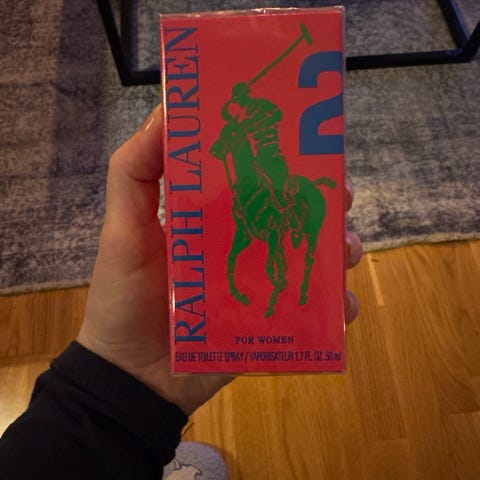 RALPH LAUREN
2
FOR WOMEN
EAU DE TOILETTE SPRAY / VAPORISATEUR 1.7 FL. OZ. 50 ml